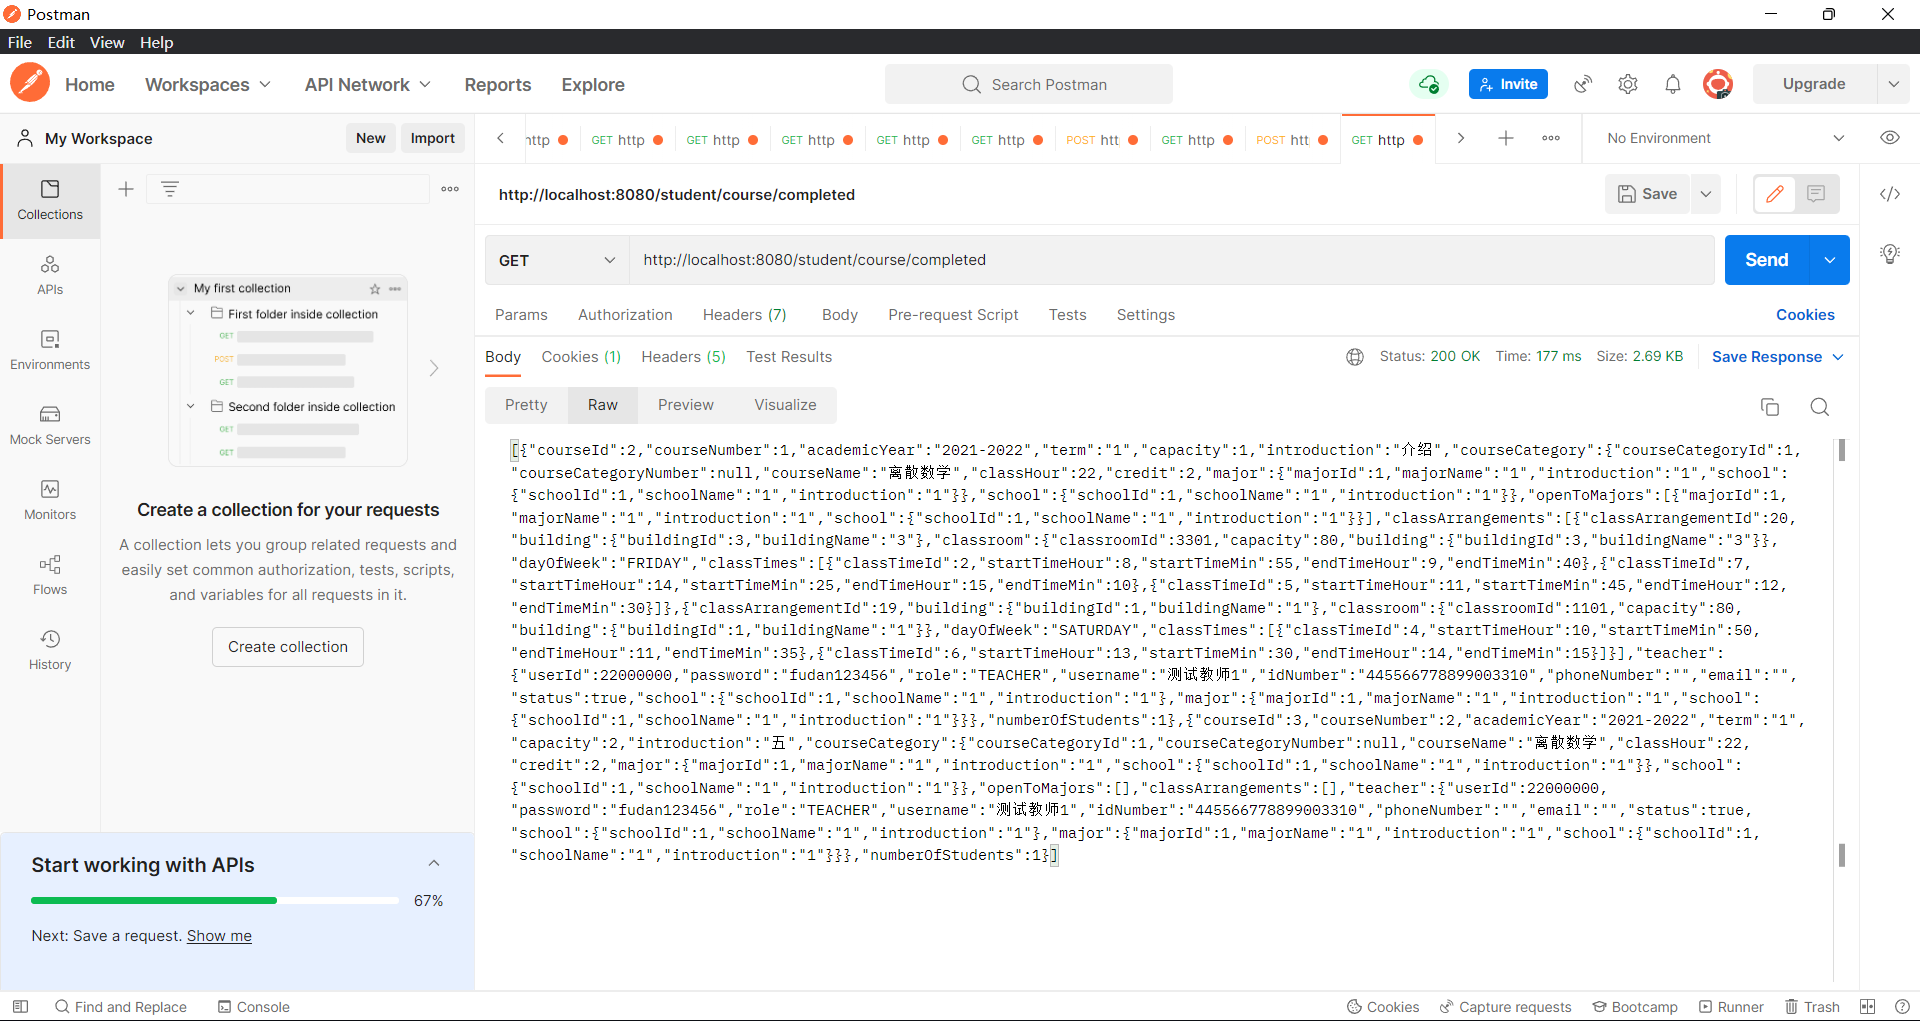 Postman
File Edit View Help
Home Workspaces API Network Reports Explore
Search Postman
Invite
Upgrade
My Workspace
New Import
http GET http GET http GET http GET http GET http POST htt GET http POST htt GET http
No Environment
Collections
APIs
Environments
Mock Servers
Monitors
Flows
History
My first collection
First folder inside collection
GET
POST
GET
Second folder inside collection
GET
GET
Create a collection for your requests
A collection lets you group related requests and
easily set common authorization, tests, scripts,
and variables for all requests in it.
Create collection
Start working with APIs
67%
Next: Save a request. Show me
http://localhost:8080/student/course/completed
Save
GET http://localhost:8080/student/course/completed
Send
Params Authorization Headers (7) Body Pre-request Script Tests Settings
Cookies
Body Cookies (1) Headers (5) Test Results
Status: 200 OK Time: 177 ms Size: 2.69 KB Save Response
Pretty Raw Preview Visualize
[{"courseId":2,"courseNumber":1,"academicYear":"2021-2022","term":"1","capacity":1,"introduction":"介绍","courseCategory":{"courseCategoryId":1,
"courseCategoryNumber":null,"courseName":"离散数学","classHour":22,"credit":2,"major":{"majorId":1,"majorName":"1","introduction":"1","school":
{"schoolId":1,"schoolName":"1","introduction":"1"}},"school":{"schoolId":1,"schoolName":"1","introduction":"1"}},"openToMajors":[{"majorId":1,
"majorName":"1","introduction":"1","school":{"schoolId":1,"schoolName":"1","introduction":"1"}}],"classArrangements":[{"classArrangementId":20,
"building":{"buildingId":3,"buildingName":"3"},"classroom":{"classroomId":3301,"capacity":80,"building":{"buildingId":3,"buildingName":"3"}},
"dayOfWeek":"FRIDAY","classTimes":[{"classTimeId":2,"startTimeHour":8,"startTimeMin":55,"endTimeHour":9,"endTimeMin":40},{"classTimeId":7,
"startTimeHour":14,"startTimeMin":25,"endTimeHour":15,"endTimeMin":10},{"classTimeId":5,"startTimeHour":11,"startTimeMin":45,"endTimeHour":12,
"endTimeMin":30}]},{"classArrangementId":19,"building":{"buildingId":1,"buildingName":"1"},"classroom":{"classroomId":1101,"capacity":80,
"building":{"buildingId":1,"buildingName":"1"}},"dayOfWeek":"SATURDAY","classTimes":[{"classTimeId":4,"startTimeHour":10,"startTimeMin":50,
"endTimeHour":11,"endTimeMin":35},{"classTimeId":6,"startTimeHour":13,"startTimeMin":30,"endTimeHour":14,"endTimeMin":15}]}],"teacher":
{"userId":22000000,"password":"fudan123456","role":"TEACHER","username":"测试教师1","idNumber":"445566778899003310","phoneNumber":"","email":"",
"status":true,"school":{"schoolId":1,"schoolName":"1","introduction":"1"},"major":{"majorId":1,"majorName":"1","introduction":"1","school":
{"schoolId":1,"schoolName":"1","introduction":"1"}}},"numberOfStudents":1},{"courseId":3,"courseNumber":2,"academicYear":"2021-2022","term":"1",
"capacity":2,"introduction":"五","courseCategory":{"courseCategoryId":1,"courseCategoryNumber":null,"courseName":"离散数学","classHour":22,
"credit":2,"major":{"majorId":1,"majorName":"1","introduction":"1","school":{"schoolId":1,"schoolName":"1","introduction":"1"}},"school":
{"schoolId":1,"schoolName":"1","introduction":"1"}},"openToMajors":[],"classArrangements":[],"teacher":{"userId":22000000,
"password":"fudan123456","role":"TEACHER","username":"测试教师1","idNumber":"445566778899003310","phoneNumber":"","email":"","status":true,
"school":{"schoolId":1,"schoolName":"1","introduction":"1"},"major":{"majorId":1,"majorName":"1","introduction":"1","school":{"schoolId":1,
"schoolName":"1","introduction":"1"}}},"numberOfStudents":1}]
Find and Replace Console
Cookies Capture requests Bootcamp Runner Trash